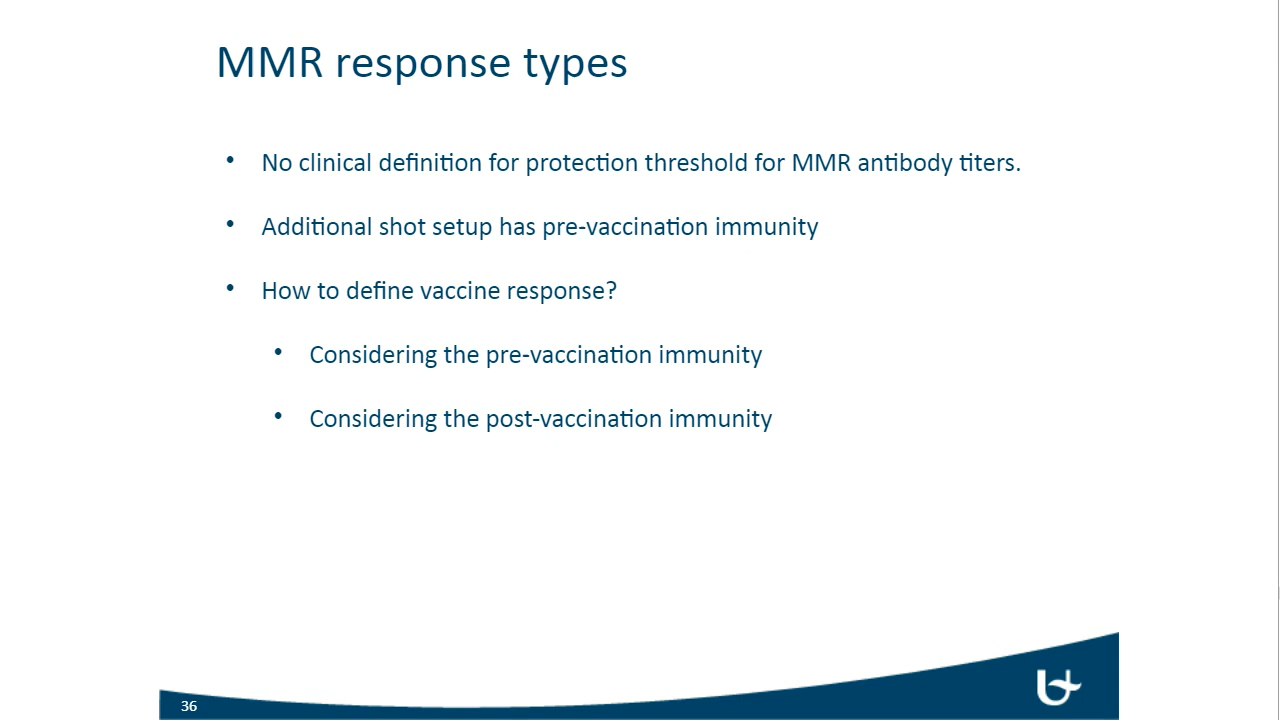 MMR response types
• No clinical definition for protection threshold for MMR antibody titers.
• Additional shot setup has pre-vaccination immunity
• How to define vaccine response?
• Considering the pre-vaccination immunity
• Considering the post-vaccination immunity
36